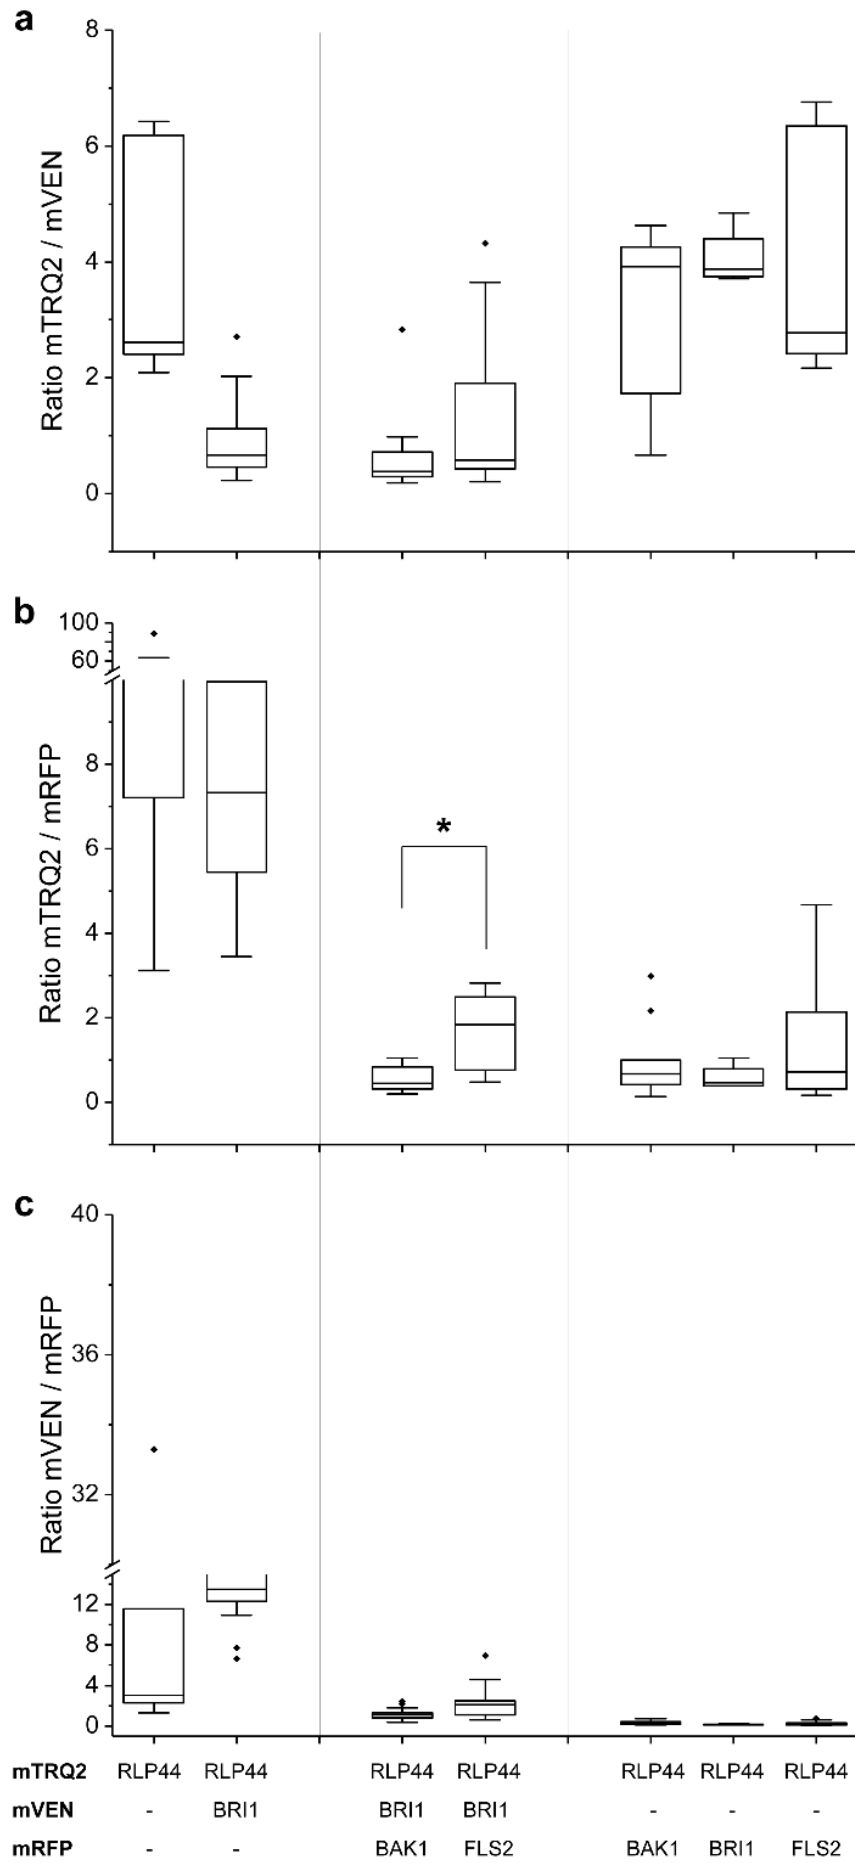 a
8
6
4
2
0
Ratio mTRQ2 / mVEN
b
100
60
8
6
4
2
0
Ratio mTRQ2 / mRFP
*
c
40
36
32
12
8
4
0
Ratio mVEN / mRFP
mTRQ2 RLP44 RLP44 RLP44 RLP44 RLP44 RLP44 RLP44
mVEN - BRI1 BRI1 BRI1 - - -
mRFP - - BAK1 FLS2 BAK1 BRI1 FLS2